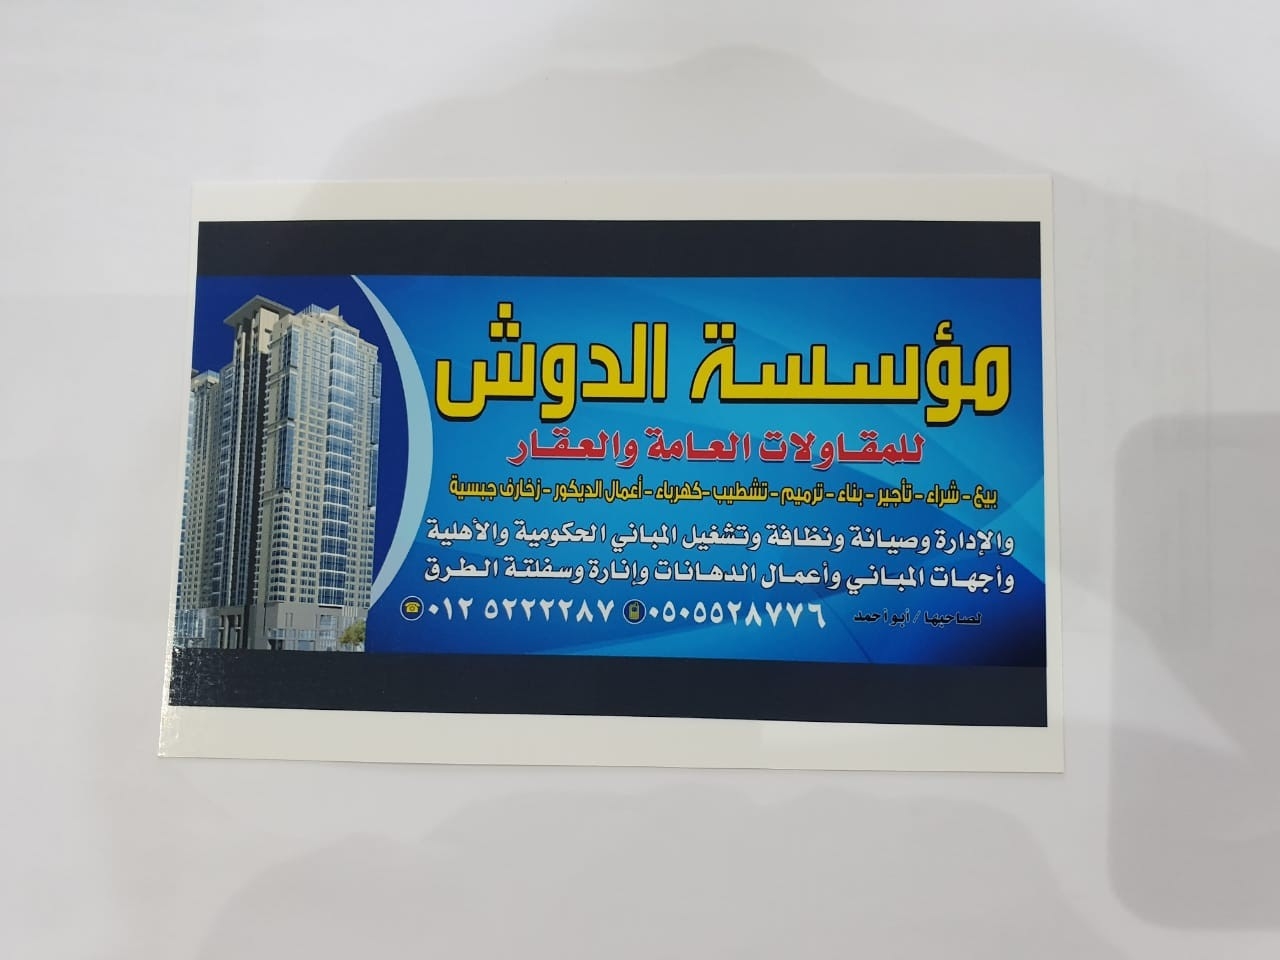 مؤسسة الدوش
للمقاولات العامة والعقار
بيع - شراء - تأجير - بناء - ترميم - تشطيب - كهرباء - أعمال الديكور - زخارف جبسية
والإدارة وصيانة ونظافة وتشغيل المباني الحكومية والأهلية
وأجهات المباني وأعمال الدهانات وإنارة وسفلتة الطرق
لصاحبها / أبو أحمد ٠٥٠٥٥٢٨٧٧٦ ٠١٢ ٥٢٢٢٢٨٧